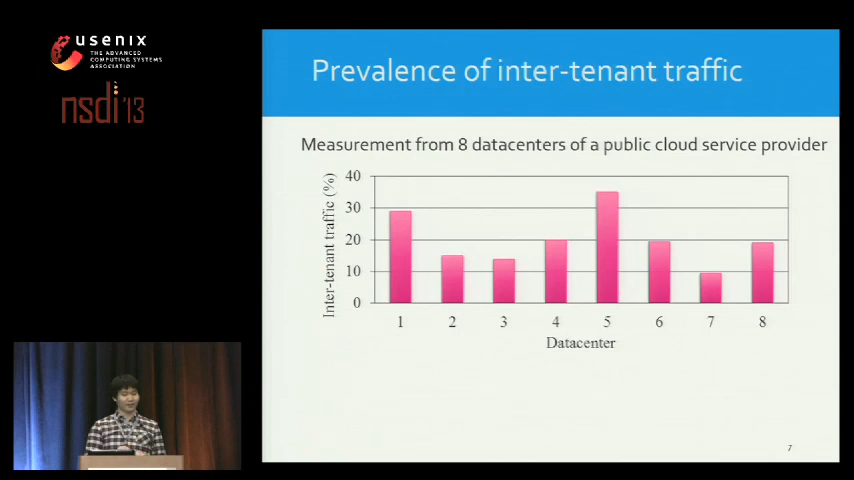 usenix
THE ADVANCED
COMPUTING SYSTEMS
ASSOCIATION
nsdi '13
Prevalence of inter-tenant traffic
Measurement from 8 datacenters of a public cloud service provider
Inter-tenant traffic (%)
40
30
20
10
0
1 2 3 4 5 6 7 8
Datacenter
7